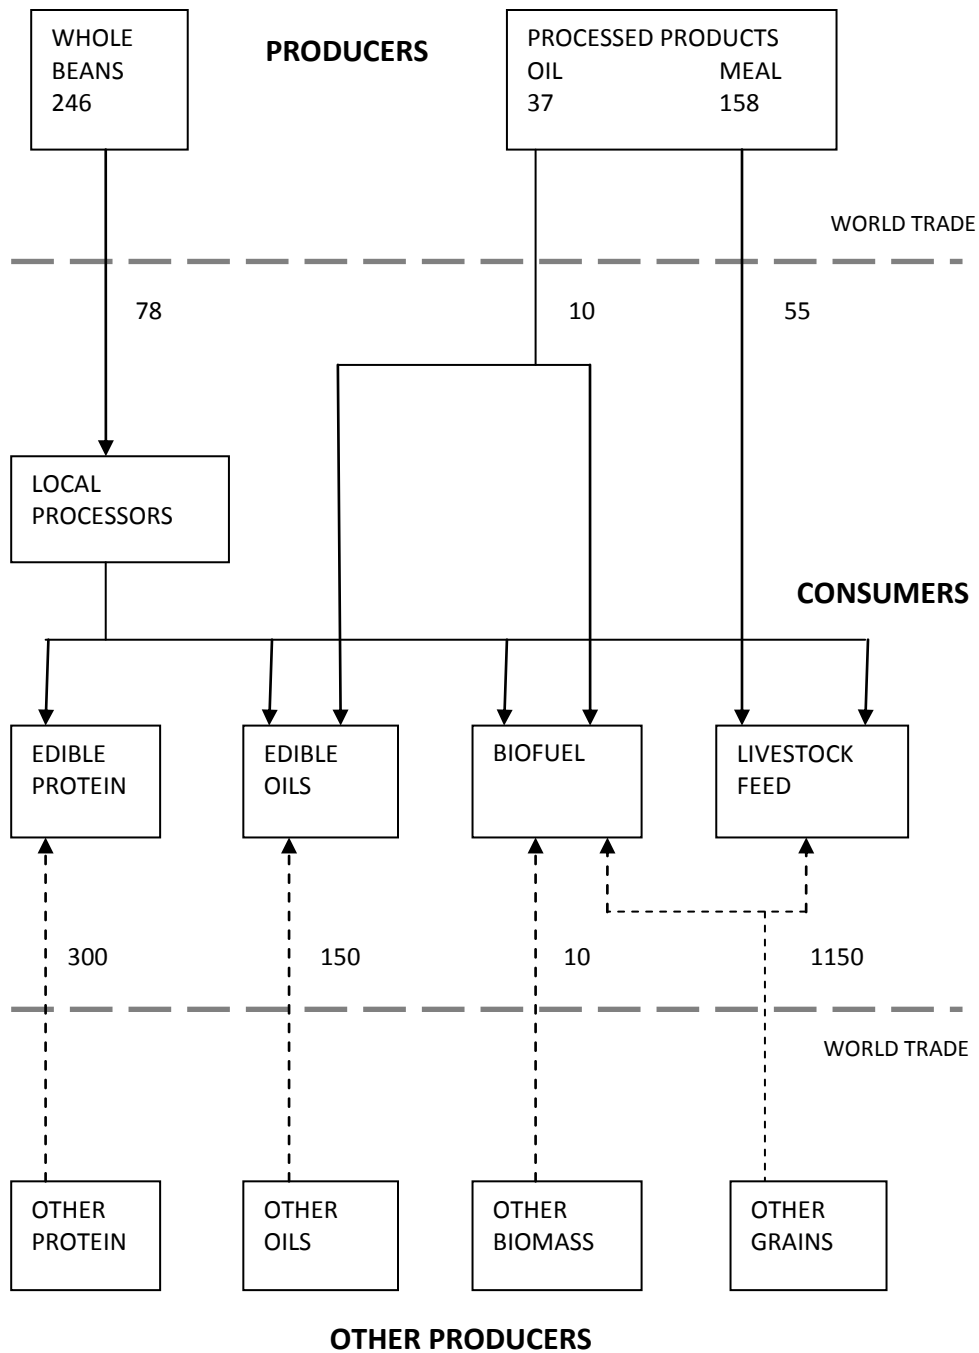 WHOLE
BEANS
246
PRODUCERS
PROCESSED PRODUCTS
OIL MEAL
37 158
WORLD TRADE
78 10 55
LOCAL
PROCESSORS
CONSUMERS
EDIBLE
PROTEIN
EDIBLE
OILS
BIOFUEL
LIVESTOCK
FEED
300 150 10 1150
WORLD TRADE
OTHER
PROTEIN
OTHER
OILS
OTHER
BIOMASS
OTHER
GRAINS
OTHER PRODUCERS